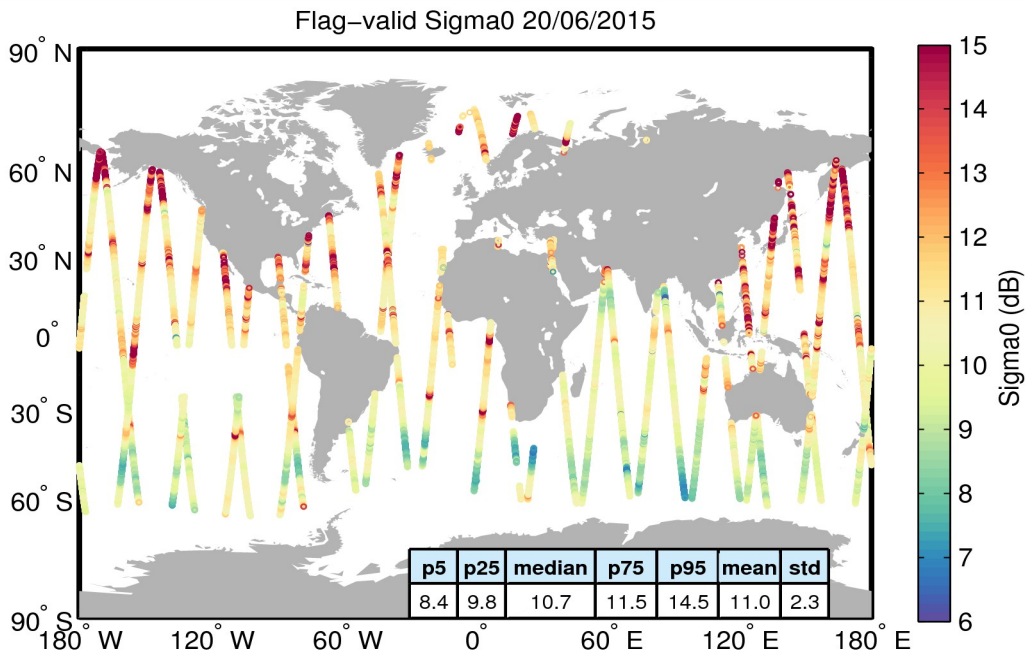 Flag−valid Sigma0 20/06/2015
90° N
60° N
30° N
0°
30° S
60° S
90° S
180° W
120° W
60° W
0°
60° E
120° E
180° E
15
14
13
12
11
10
9
8
7
6
Sigma0 (dB)
p5 p25 median p75 p95 mean std
8.4 9.8 10.7 11.5 14.5 11.0 2.3